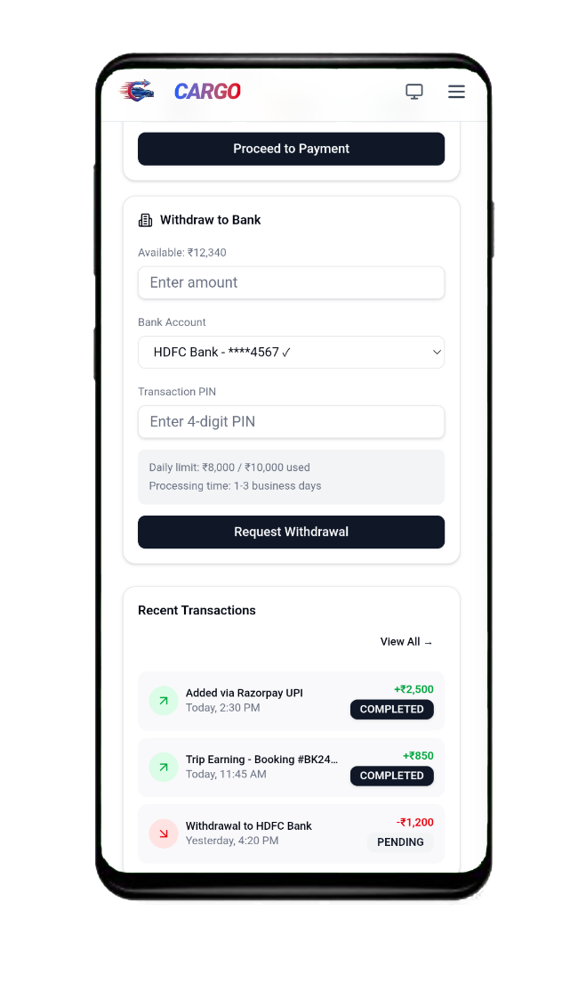 CARGO
Proceed to Payment
Withdraw to Bank
Available: ₹12,340
Enter amount
Bank Account
HDFC Bank - ****4567 ✓
Transaction PIN
Enter 4-digit PIN
Daily limit: ₹8,000 / ₹10,000 used
Processing time: 1-3 business days
Request Withdrawal
Recent Transactions
View All →
Added via Razorpay UPI
+₹2,500
Today, 2:30 PM
COMPLETED
Trip Earning - Booking #BK24...
+₹850
Today, 11:45 AM
COMPLETED
Withdrawal to HDFC Bank
-₹1,200
Yesterday, 4:20 PM
PENDING